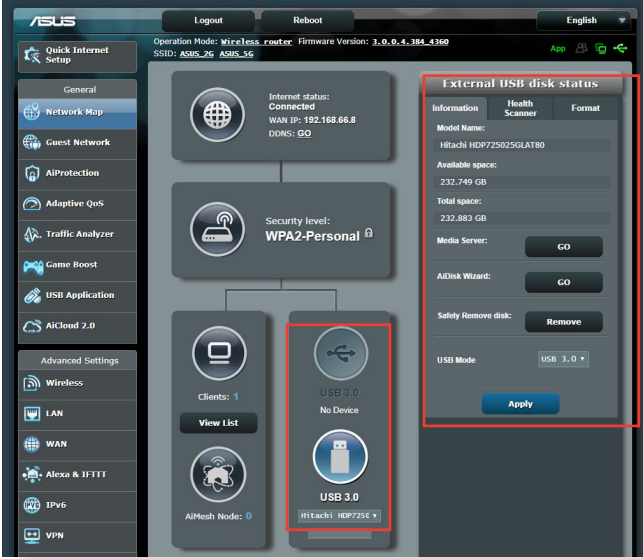 ASUS
Logout
Reboot
English
Operation Mode: Wireless router Firmware Version: 3.0.0.4.384_4360
SSID: ASUS_2G ASUS_5G
App
Quick Internet
Setup
General
Network Map
Guest Network
AiProtection
Adaptive QoS
Traffic Analyzer
Game Boost
USB Application
AiCloud 2.0
Advanced Settings
Wireless
LAN
WAN
Alexa & IFTTT
IPv6
VPN
Internet status:
Connected
WAN IP: 192.168.66.8
DDNS: GO
Security level:
WPA2-Personal
Clients: 1
View List
AiMesh Node: 0
USB 3.0
No Device
USB 3.0
Hitachi HDP7250
External USB disk status
Information
Health
Scanner
Format
Model Name:
Hitachi HDP725025GLAT80
Available space:
232.749 GB
Total space:
232.883 GB
Media Server:
GO
AiDisk Wizard:
GO
Safely Remove disk:
Remove
USB Mode
USB 3.0
Apply